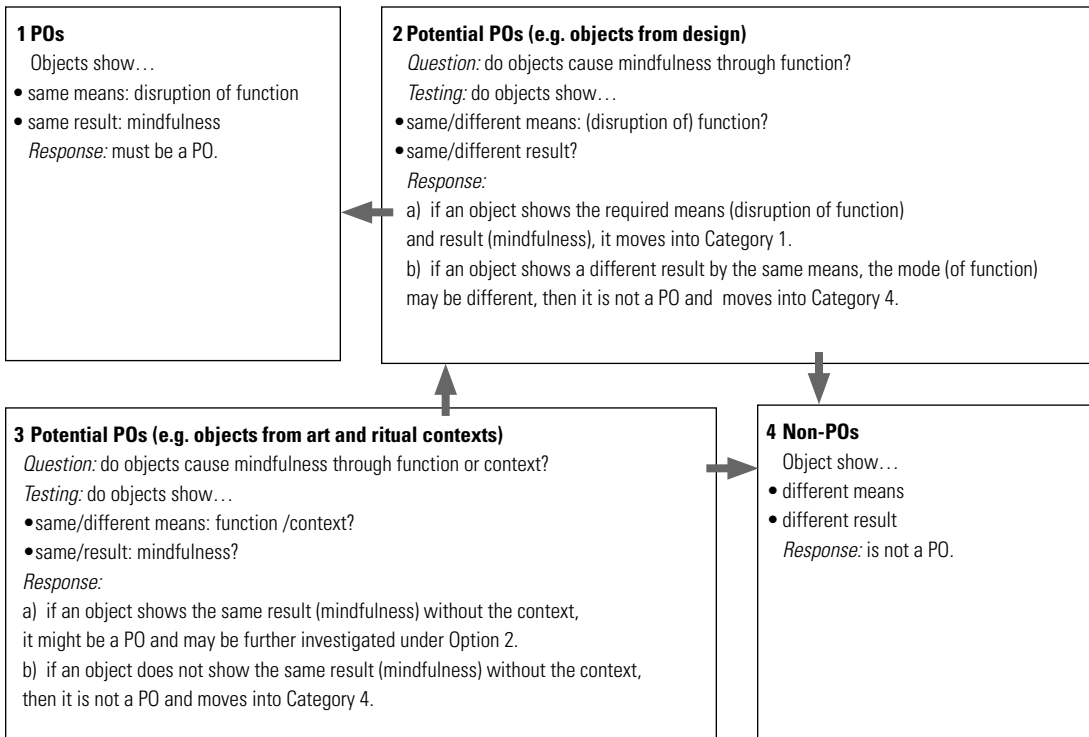 1 POs
Objects show…
• same means: disruption of function
• same result: mindfulness
Response: must be a PO.
2 Potential POs (e.g. objects from design)
Question: do objects cause mindfulness through function?
Testing: do objects show…
• same/different means: (disruption of) function?
• same/different result?
Response:
a) if an object shows the required means (disruption of function)
and result (mindfulness), it moves into Category 1.
b) if an object shows a different result by the same means, the mode (of function)
may be different, then it is not a PO and moves into Category 4.
3 Potential POs (e.g. objects from art and ritual contexts)
Question: do objects cause mindfulness through function or context?
Testing: do objects show…
• same/different means: function /context?
• same/result: mindfulness?
Response:
a) if an object shows the same result (mindfulness) without the context,
it might be a PO and may be further investigated under Option 2.
b) if an object does not show the same result (mindfulness) without the context,
then it is not a PO and moves into Category 4.
4 Non-POs
Object show…
• different means
• different result
Response: is not a PO.